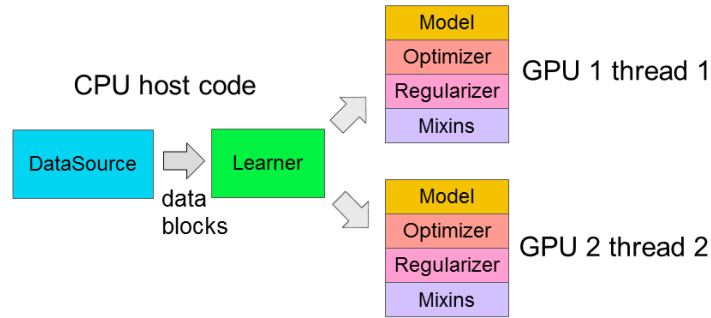 CPU host code
DataSource
data
blocks
Learner
Model
Optimizer
Regularizer
Mixins
GPU 1 thread 1
Model
Optimizer
Regularizer
Mixins
GPU 2 thread 2